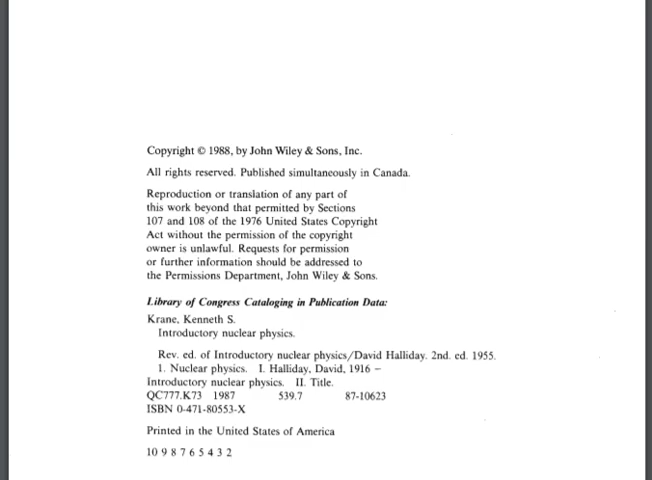 Copyright © 1988, by John Wiley & Sons, Inc.
All rights reserved. Published simultaneously in Canada.
Reproduction or translation of any part of
this work beyond that permitted by Sections
107 and 108 of the 1976 United States Copyright
Act without the permission of the copyright
owner is unlawful. Requests for permission
or further information should be addressed to
the Permissions Department, John Wiley & Sons.
Library of Congress Cataloging in Publication Data:
Krane, Kenneth S.
Introductory nuclear physics.
Rev. ed. of Introductory nuclear physics/David Halliday. 2nd. ed. 1955.
1. Nuclear physics. I. Halliday, David, 1916 –
Introductory nuclear physics. II. Title.
QC777.K73 1987 539.7 87-10623
ISBN 0-471-80553-X
Printed in the United States of America
10 9 8 7 6 5 4 3 2